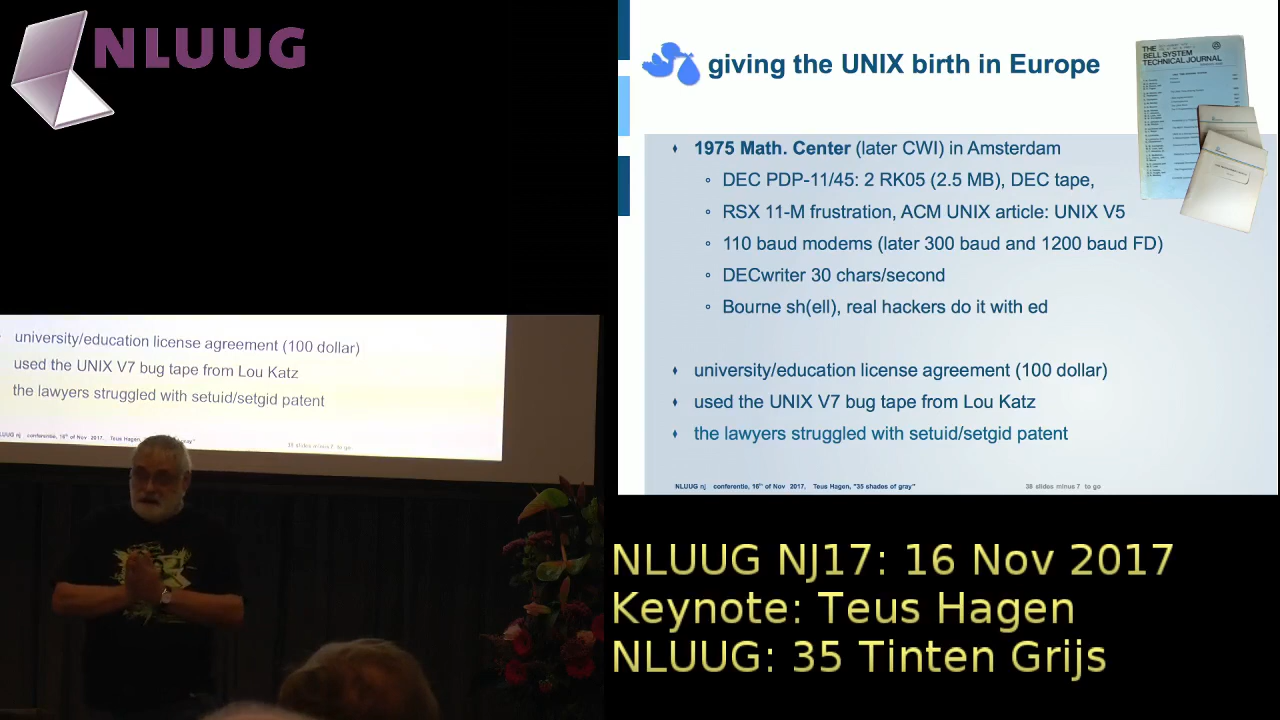 NLUUG
giving the UNIX birth in Europe
THE
BELL SYSTEM
TECHNICAL JOURNAL
1975 Math. Center (later CWI) in Amsterdam
DEC PDP-11/45: 2 RK05 (2.5 MB), DEC tape,
RSX 11-M frustration, ACM UNIX article: UNIX V5
110 baud modems (later 300 baud and 1200 baud FD)
DECwriter 30 chars/second
Bourne sh(ell), real hackers do it with ed
university/education license agreement (100 dollar)
used the UNIX V7 bug tape from Lou Katz
the lawyers struggled with setuid/setgid patent
NLUUG nj conferentie, 16th of Nov 2017, Teus Hagen, "35 shades of gray"
38 slides minus 7 to go
university/education license agreement (100 dollar)
used the UNIX V7 bug tape from Lou Katz
the lawyers struggled with setuid/setgid patent
nj conferentie, 16th of Nov 2017, Teus Hagen,
38 slides minus 7 to go
NLUUG NJ17: 16 Nov 2017
Keynote: Teus Hagen
NLUUG: 35 Tinten Grijs